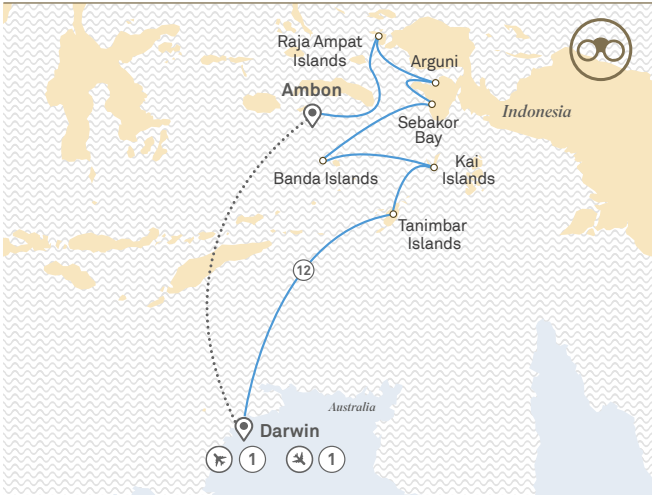 Raja Ampat
Islands
Arguni
Ambon
Indonesia
Sebakor
Bay
Banda Islands
Kai
Islands
Tanimbar
Islands
12
Australia
Darwin
1
1